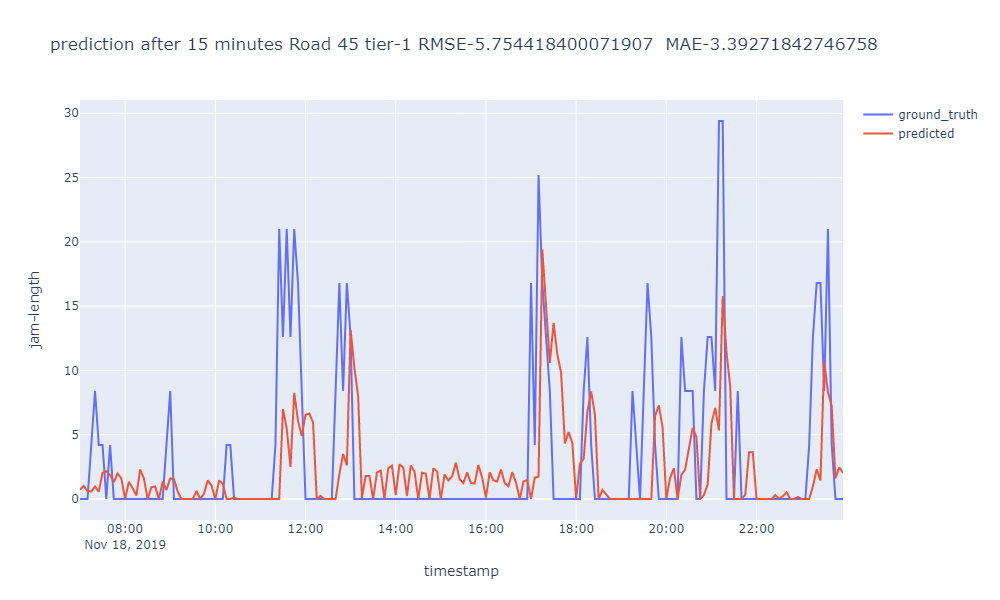 prediction after 15 minutes Road 45 tier-1 RMSE-5.754418400071907  MAE-3.39271842746758
ground_truth
predicted
jam-length
30
25
20
15
10
5
0
08:00 10:00 12:00 14:00 16:00 18:00 20:00 22:00
Nov 18, 2019
timestamp